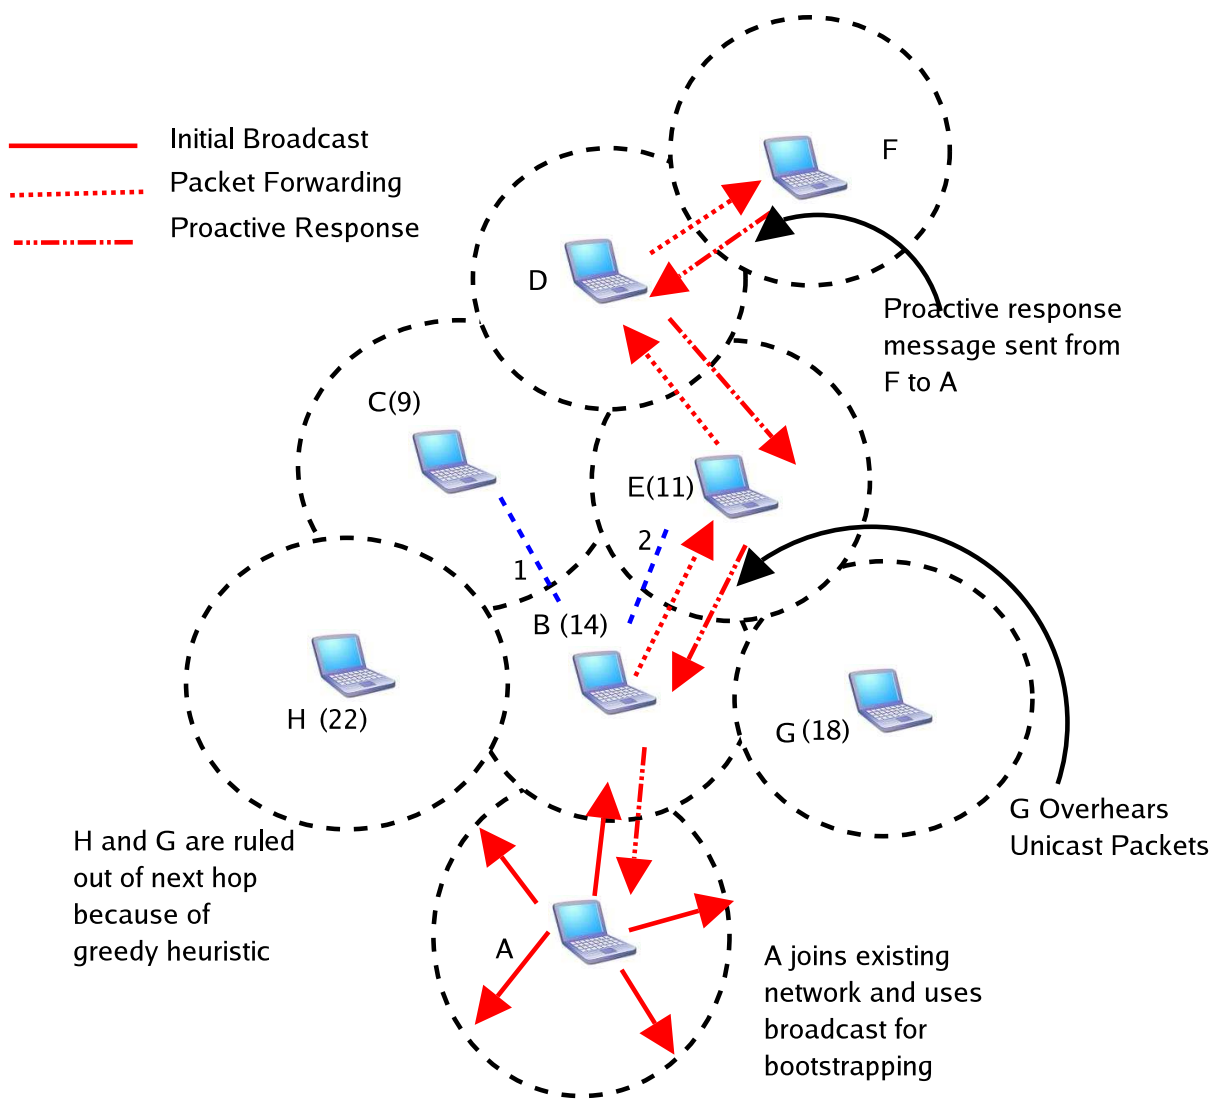 Initial Broadcast
Packet Forwarding
Proactive Response
F
D
Proactive response
message sent from
F to A
C(9)
E(11)
2
1
B (14)
H (22)
G (18)
G Overhears
Unicast Packets
H and G are ruled
out of next hop
because of
greedy heuristic
A
A joins existing
network and uses
broadcast for
bootstrapping